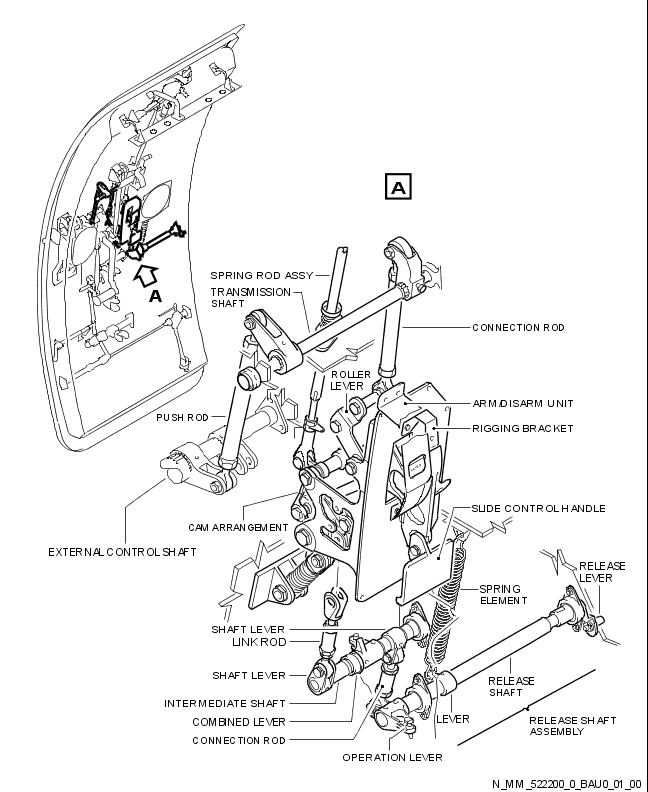 A
A
SPRING ROD ASSY
TRANSMISSION
SHAFT
CONNECTION ROD
ROLLER
LEVER
ARM/DISARM UNIT
PUSH ROD
RIGGING BRACKET
SLIDE CONTROL HANDLE
CAM ARRANGEMENT
EXTERNAL CONTROL SHAFT
RELEASE
LEVER
SPRING
ELEMENT
SHAFT LEVER
LINK ROD
SHAFT LEVER
RELEASE
SHAFT
INTERMEDIATE SHAFT
COMBINED LEVER
LEVER
RELEASE SHAFT
ASSEMBLY
CONNECTION ROD
OPERATION LEVER
N_MM_522200_0_BAU0_01_00